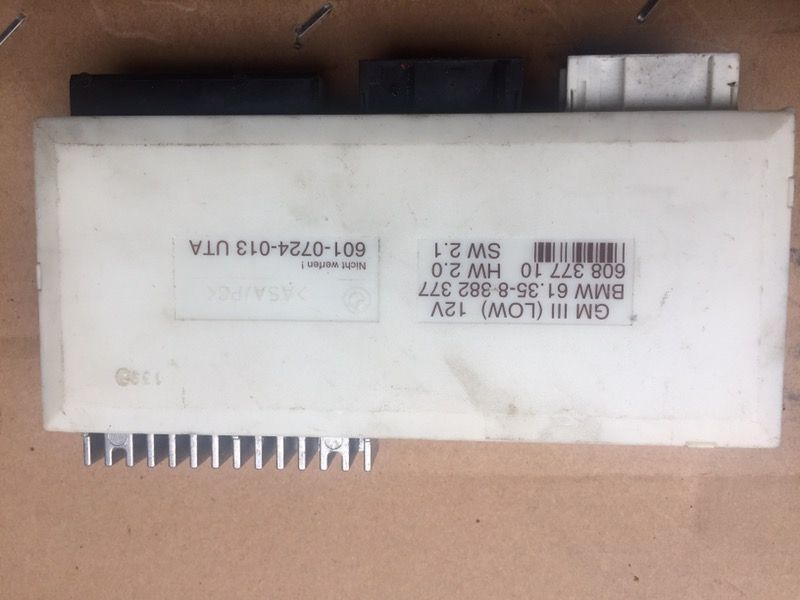 GM III (LOW) 12V
BMW 61.35-8-382 377
608 377 10 HW 2.0
SW 2.1
>ASA/PC<
Nicht werfen !
601-0724-013 UTA